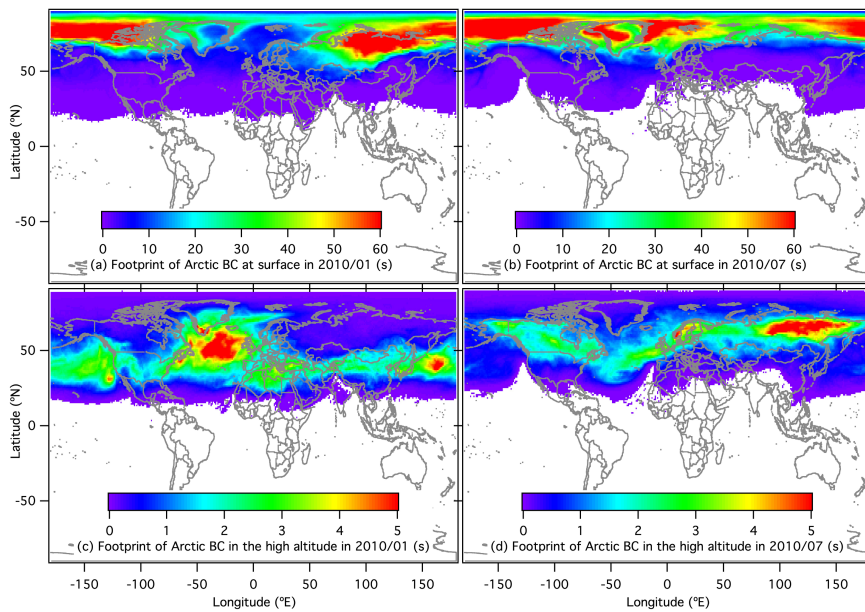 50
0
-50
Latitude (ºN)
0 10 20 30 40 50 60
(a) Footprint of Arctic BC at surface in 2010/01 (s)
0 10 20 30 40 50 60
(b) Footprint of Arctic BC at surface in 2010/07 (s)
50
0
-50
Latitude (ºN)
0 1 2 3 4 5
(c) Footprint of Arctic BC in the high altitude in 2010/01 (s)
0 1 2 3 4 5
(d) Footprint of Arctic BC in the high altitude in 2010/07 (s)
-150 -100 -50 0 50 100 150
Longitude (ºE)
-150 -100 -50 0 50 100 150
Longitude (ºE)